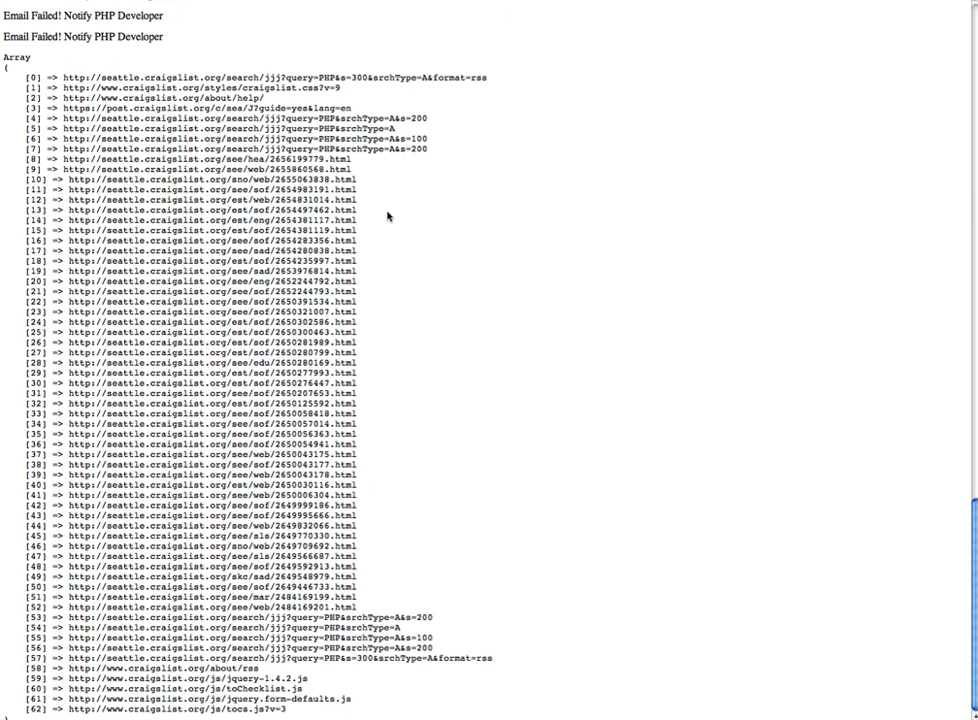 Email Failed! Notify PHP Developer
Email Failed! Notify PHP Developer
Array
(
[0] => http://seattle.craigslist.org/search/jjj?query=PHP&s=300&srchType=A&format=rss
[1] => http://www.craigslist.org/styles/craigslist.css?v=9
[2] => http://www.craigslist.org/about/help/
[3] => https://post.craigslist.org/c/sea/J?guide=yes&lang=en
[4] => http://seattle.craigslist.org/search/jjj?query=PHP&srchType=A&s=200
[5] => http://seattle.craigslist.org/search/jjj?query=PHP&srchType=A
[6] => http://seattle.craigslist.org/search/jjj?query=PHP&srchType=A&s=100
[7] => http://seattle.craigslist.org/search/jjj?query=PHP&srchType=A&s=200
[8] => http://seattle.craigslist.org/see/hea/2656199779.html
[9] => http://seattle.craigslist.org/see/web/2655860568.html
[10] => http://seattle.craigslist.org/sno/web/2655063838.html
[11] => http://seattle.craigslist.org/see/sof/2654983191.html
[12] => http://seattle.craigslist.org/est/web/2654831014.html
[13] => http://seattle.craigslist.org/est/sof/2654497462.html
[14] => http://seattle.craigslist.org/est/eng/2654381117.html
[15] => http://seattle.craigslist.org/est/sof/2654381119.html
[16] => http://seattle.craigslist.org/see/sof/2654283356.html
[17] => http://seattle.craigslist.org/see/sad/2654280838.html
[18] => http://seattle.craigslist.org/est/sof/2654235997.html
[19] => http://seattle.craigslist.org/see/sad/2653976814.html
[20] => http://seattle.craigslist.org/see/eng/2652244792.html
[21] => http://seattle.craigslist.org/see/sof/2652244793.html
[22] => http://seattle.craigslist.org/see/sof/2650391534.html
[23] => http://seattle.craigslist.org/see/sof/2650321007.html
[24] => http://seattle.craigslist.org/est/sof/2650302586.html
[25] => http://seattle.craigslist.org/est/sof/2650300463.html
[26] => http://seattle.craigslist.org/est/sof/2650281989.html
[27] => http://seattle.craigslist.org/est/sof/2650280799.html
[28] => http://seattle.craigslist.org/see/edu/2650280169.html
[29] => http://seattle.craigslist.org/est/sof/2650277993.html
[30] => http://seattle.craigslist.org/est/sof/2650276447.html
[31] => http://seattle.craigslist.org/see/sof/2650207653.html
[32] => http://seattle.craigslist.org/est/sof/2650125592.html
[33] => http://seattle.craigslist.org/see/sof/2650058418.html
[34] => http://seattle.craigslist.org/see/sof/2650057014.html
[35] => http://seattle.craigslist.org/see/sof/2650056363.html
[36] => http://seattle.craigslist.org/see/sof/2650054941.html
[37] => http://seattle.craigslist.org/see/web/2650043175.html
[38] => http://seattle.craigslist.org/see/sof/2650043177.html
[39] => http://seattle.craigslist.org/see/web/2650043178.html
[40] => http://seattle.craigslist.org/est/web/2650030116.html
[41] => http://seattle.craigslist.org/see/web/2650006304.html
[42] => http://seattle.craigslist.org/see/sof/2649999186.html
[43] => http://seattle.craigslist.org/see/sof/2649995666.html
[44] => http://seattle.craigslist.org/see/web/2649832066.html
[45] => http://seattle.craigslist.org/see/sls/2649770330.html
[46] => http://seattle.craigslist.org/sno/web/2649709692.html
[47] => http://seattle.craigslist.org/see/sls/2649566687.html
[48] => http://seattle.craigslist.org/see/sof/2649592913.html
[49] => http://seattle.craigslist.org/skc/sad/2649548979.html
[50] => http://seattle.craigslist.org/see/sof/2649446733.html
[51] => http://seattle.craigslist.org/see/mar/2484169199.html
[52] => http://seattle.craigslist.org/see/web/2484169201.html
[53] => http://seattle.craigslist.org/search/jjj?query=PHP&srchType=A&s=200
[54] => http://seattle.craigslist.org/search/jjj?query=PHP&srchType=A
[55] => http://seattle.craigslist.org/search/jjj?query=PHP&srchType=A&s=100
[56] => http://seattle.craigslist.org/search/jjj?query=PHP&srchType=A&s=200
[57] => http://seattle.craigslist.org/search/jjj?query=PHP&s=300&srchType=A&format=rss
[58] => http://www.craigslist.org/about/rss
[59] => http://www.craigslist.org/js/jquery-1.4.2.js
[60] => http://www.craigslist.org/js/toChecklist.js
[61] => http://www.craigslist.org/js/jquery.form-defaults.js
[62] => http://www.craigslist.org/js/tocs.js?v=3